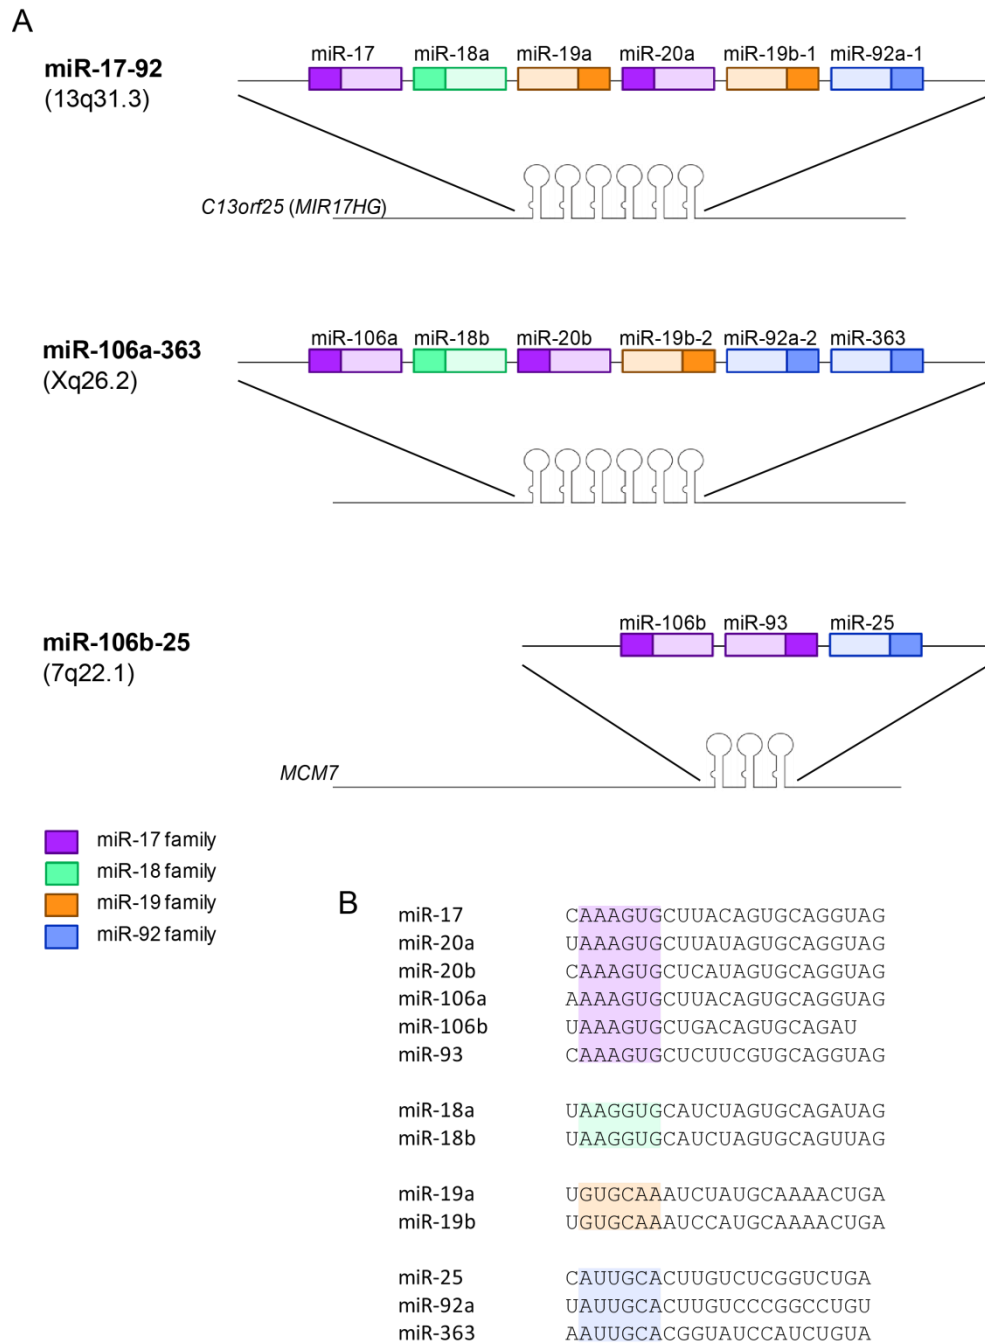 A
miR-17-92
(13q31.3)
miR-17 miR-18a miR-19a miR-20a miR-19b-1 miR-92a-1
C13orf25 (MIR17HG)
miR-106a-363
(Xq26.2)
miR-106a miR-18b miR-20b miR-19b-2 miR-92a-2 miR-363
miR-106b-25
(7q22.1)
miR-106b miR-93 miR-25
MCM7
miR-17 family
miR-18 family
miR-19 family
miR-92 family
B
miR-17 CAAAGUGCUUACAGUGCAGGUAG
miR-20a UAAAGUGCUUAUAGUGCAGGUAG
miR-20b CAAAGUGCUCAUAGUGCAGGUAG
miR-106a AAAAGUGCUUACAGUGCAGGUAG
miR-106b UAAAGUGCUGACAGUGCAGAU
miR-93 CAAAGUGCUCUUCGUGCAGGUAG
miR-18a UAAGGUGCAUCUAGUGCAGAUAG
miR-18b UAAGGUGCAUCUAGUGCAGUUAG
miR-19a UGUGCAAAUCUAUGCAAAACUGA
miR-19b UGUGCAAAUCCAUGCAAAACUGA
miR-25 CAUUGCACUUGUCUCGGUCUGA
miR-92a UAUUGCACUUGUCCCGGCCUGU
miR-363 AAUUGCACGGUAUCCAUCUGUA